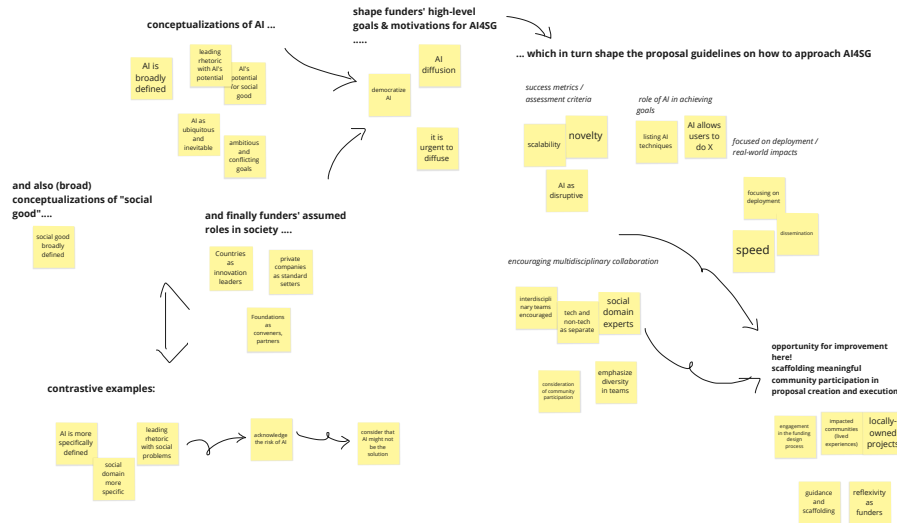 conceptualizations of AI ...
AI is
broadly
defined
leading
rhetoric
with AI's
potential
AI's
potential
for social
good
AI as
ubiquitous
and
inevitable
ambitious
and
conflicting
goals
shape funders' high-level
goals & motivations for AI4SG
.....
democratize
AI
AI
diffusion
it is
urgent to
diffuse
... which in turn shape the proposal guidelines on how to approach AI4SG
success metrics /
assessment criteria
scalability
novelty
AI as
disruptive
role of AI in achieving
goals
listing AI
techniques
AI allows
users to
do X
focused on deployment /
real-world impacts
focusing on
deployment
dissemination
speed
and also (broad)
conceptualizations of "social
good"....
social good
broadly
defined
and finally funders' assumed
roles in society ....
Countries
as
innovation
leaders
private
companies
as standard
setters
Foundations
as
conveners,
partners
encouraging multidisciplinary collaboration
interdiscipli
nary teams
encouraged
tech and
non-tech
as separate
social
domain
experts
consideration
of community
participation
emphasize
diversity
in teams
opportunity for improvement
here!
scaffolding meaningful
community participation in
proposal creation and execution
engagement
in the funding
design
process
impacted
communities
(lived
experiences)
locally-
owned
projects
guidance
and
scaffolding
reflexivity
as
funders
contrastive examples:
AI is more
specifically
defined
social
domain
more
specific
leading
rhetoric
with social
problems
acknowledge
the risk of AI
consider that
AI might not
be the
solution